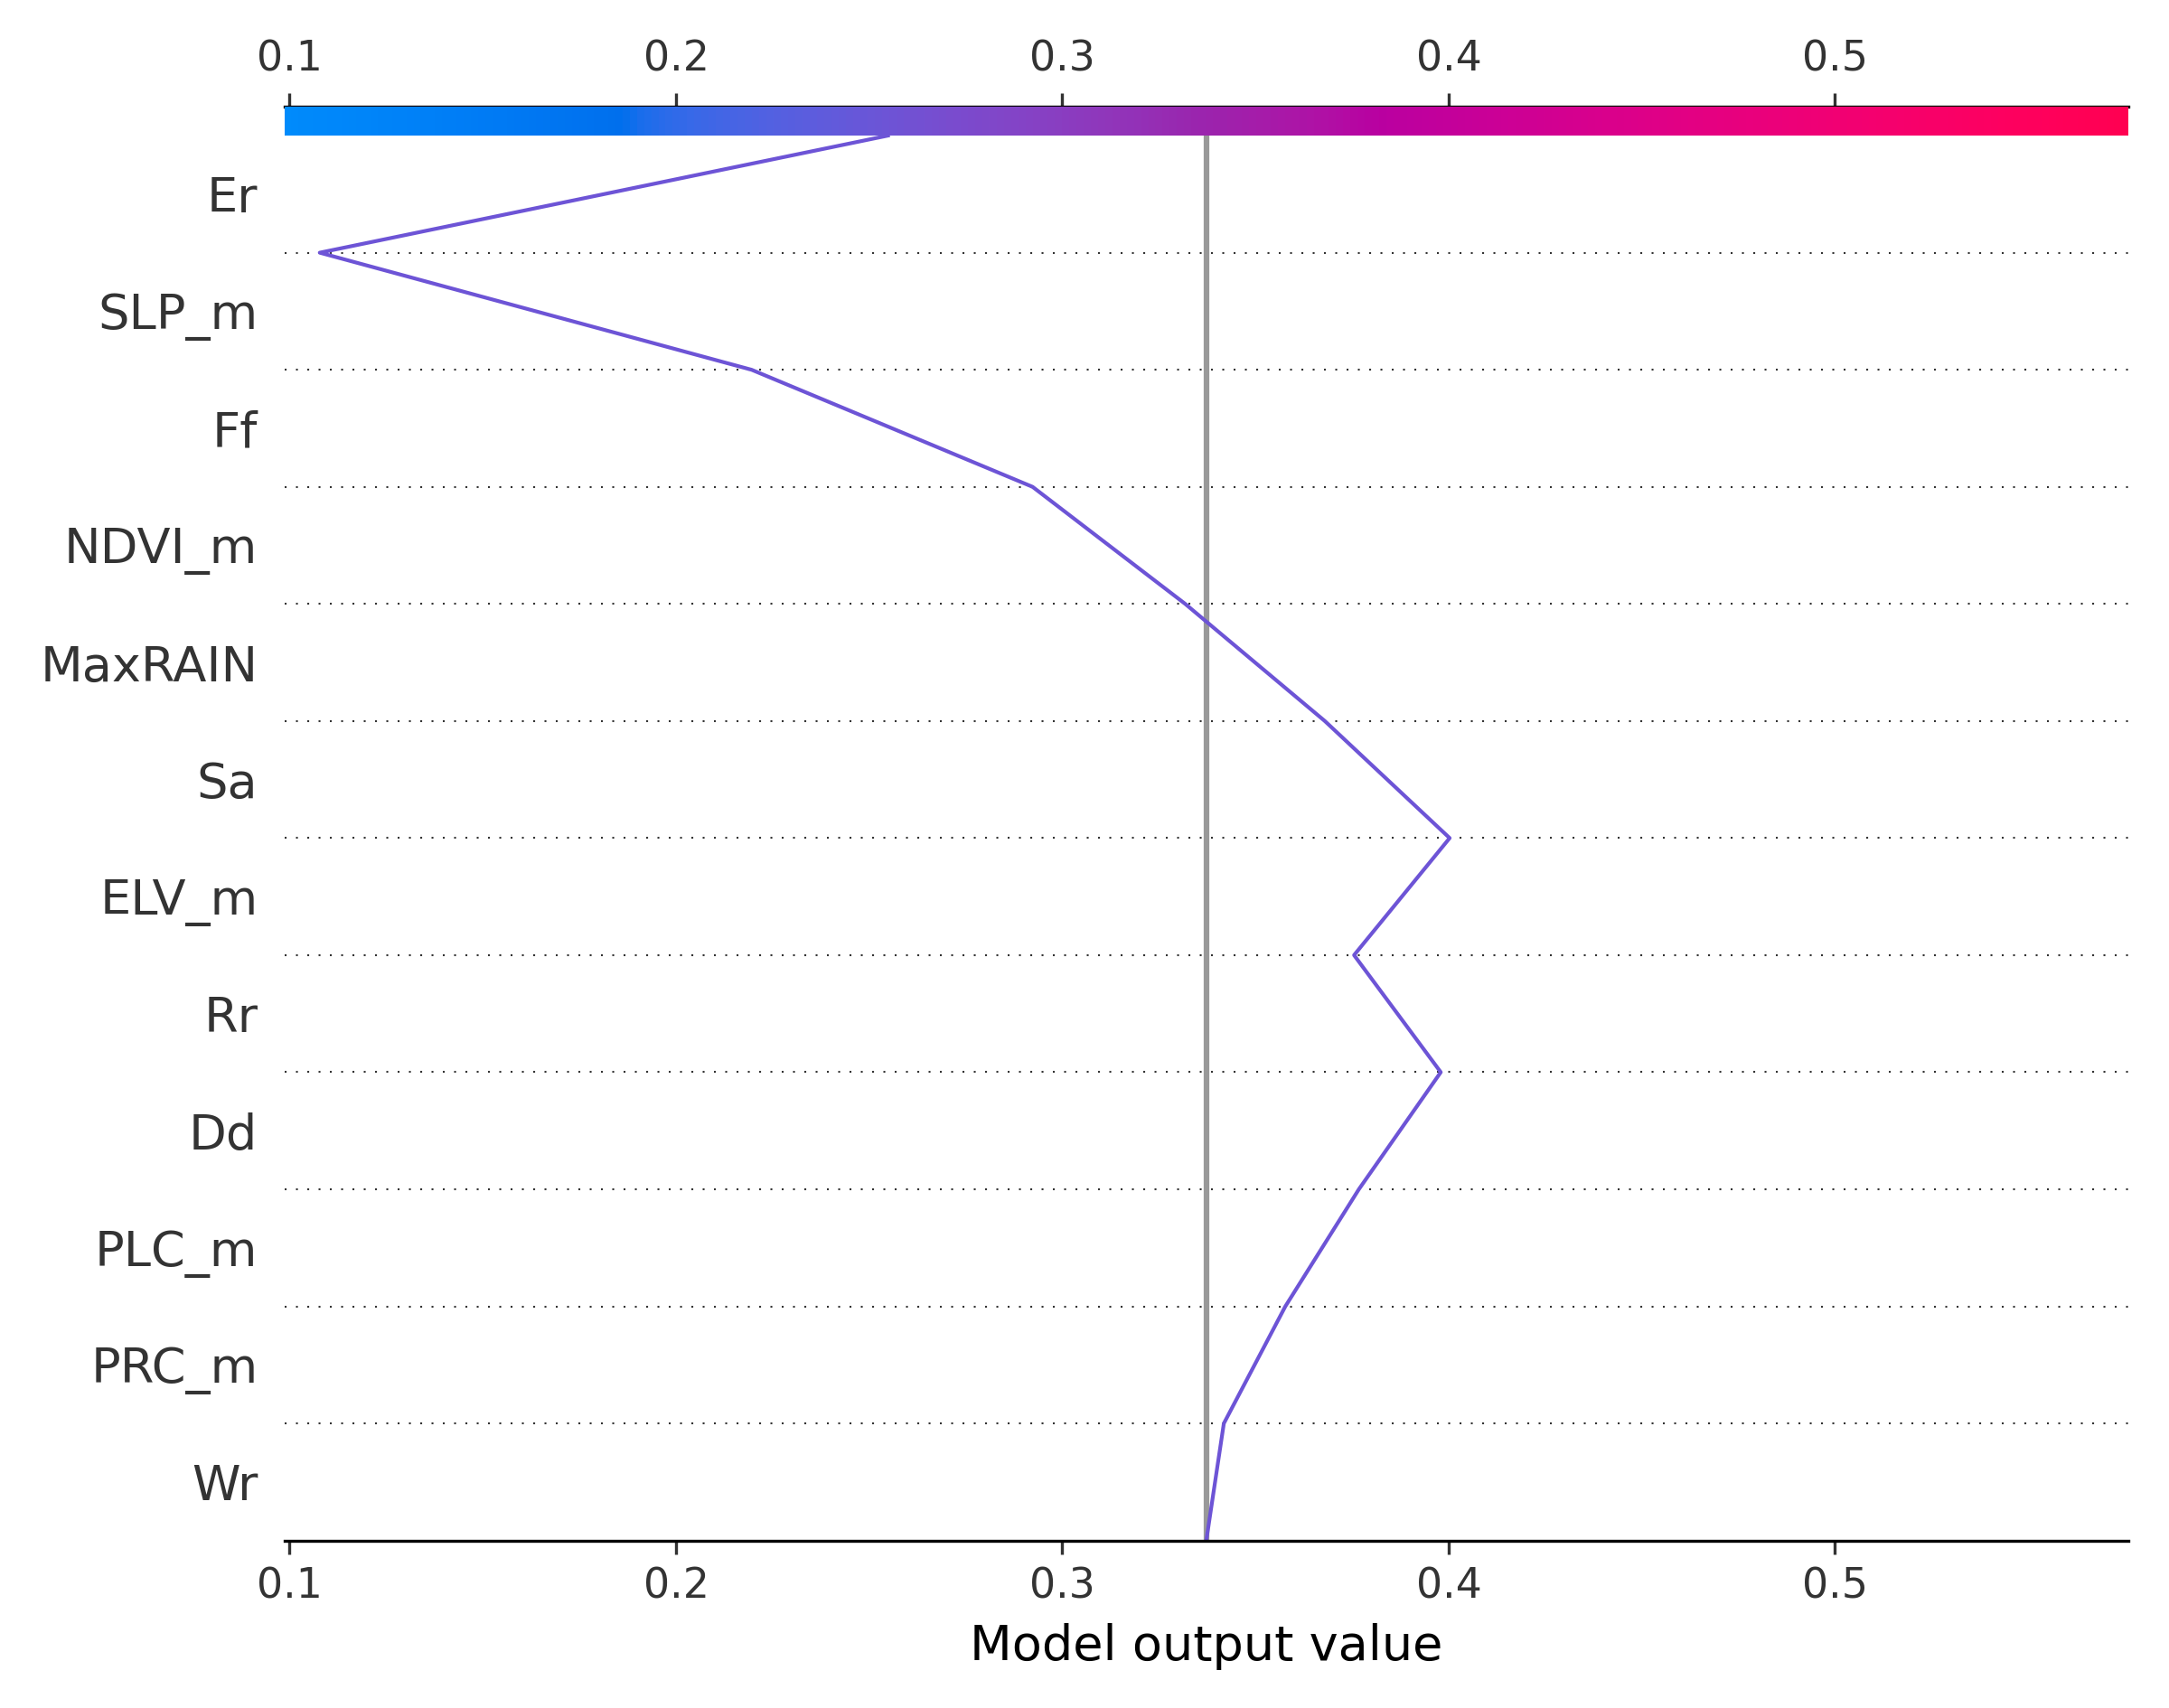 0.1 0.2 0.3 0.4 0.5
Er
SLP_m
Ff
NDVI_m
MaxRAIN
Sa
ELV_m
Rr
Dd
PLC_m
PRC_m
Wr
0.1 0.2 0.3 0.4 0.5
Model output value